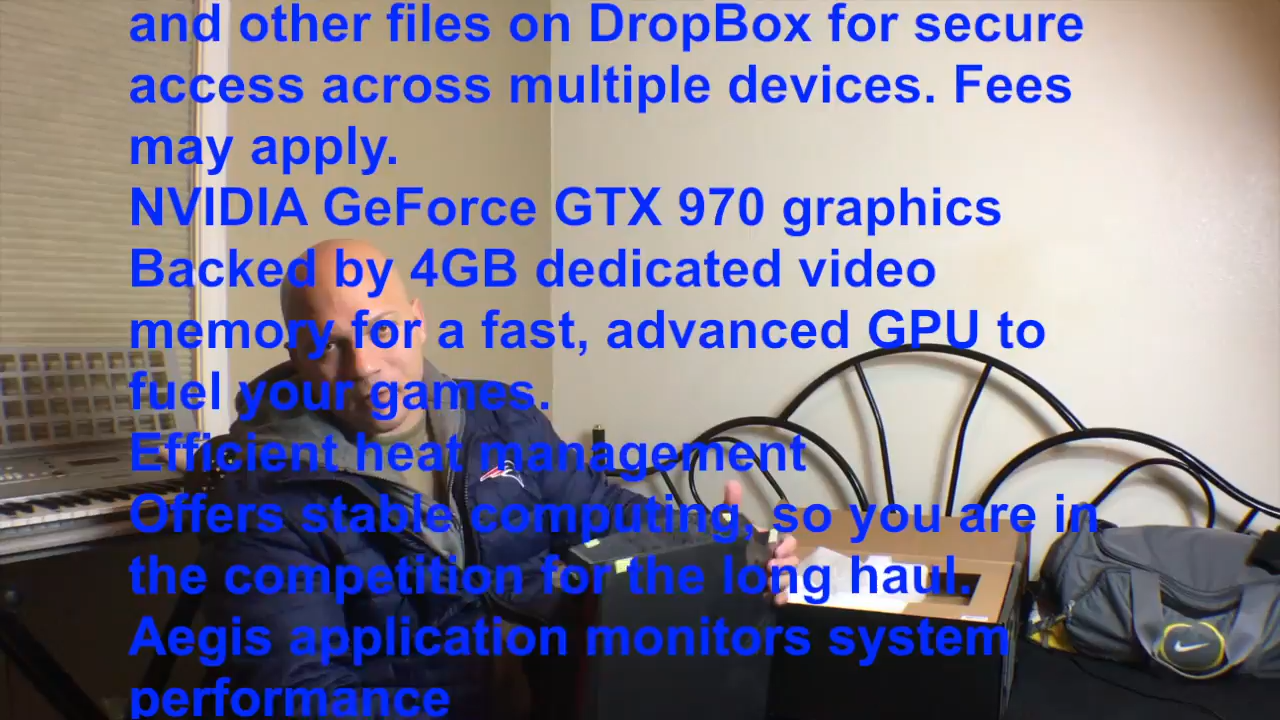 and other files on DropBox for secure
access across multiple devices. Fees
may apply.
NVIDIA GeForce GTX 970 graphics
Backed by 4GB dedicated video
memory for a fast, advanced GPU to
fuel your games.
Efficient heat management
Offers stable computing, so you are in
the competition for the long haul.
Aegis application monitors system
performance